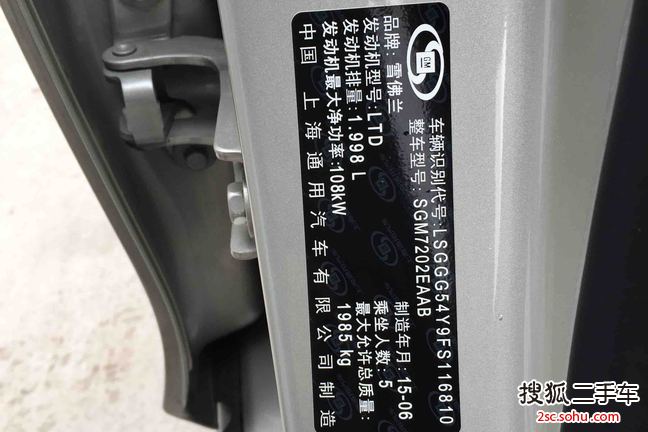 GM
车辆识别代号:LSGGG54Y9FS116810
整车型号:SGM7202EAAB
品牌:雪佛兰
制造年月:15-06
发动机型号:LTD
乘坐人数:5
发动机排量:1.998 L
最大允许总质量:
发动机最大净功率:108kW
1985kg
中国 上海通用汽车有限公司制造
搜狐二手车
2sc.sohu.com